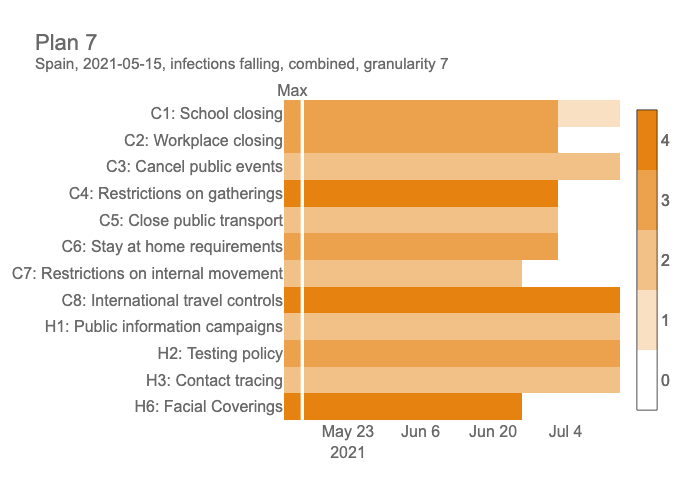 Plan 7
Spain, 2021-05-15, infections falling, combined, granularity 7
Max
C1: School closing
C2: Workplace closing
C3: Cancel public events
C4: Restrictions on gatherings
C5: Close public transport
C6: Stay at home requirements
C7: Restrictions on internal movement
C8: International travel controls
H1: Public information campaigns
H2: Testing policy
H3: Contact tracing
H6: Facial Coverings
May 23 Jun 6 Jun 20 Jul 4
2021
4
3
2
1
0